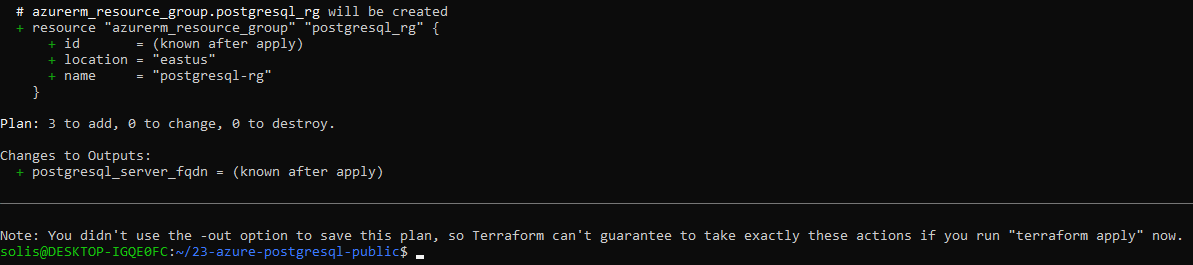 # azurerm_resource_group.postgresql_rg will be created
+ resource "azurerm_resource_group" "postgresql_rg" {
+ id       = (known after apply)
+ location = "eastus"
+ name     = "postgresql-rg"
}
Plan: 3 to add, 0 to change, 0 to destroy.
Changes to Outputs:
+ postgresql_server_fqdn = (known after apply)
Note: You didn't use the -out option to save this plan, so Terraform can't guarantee to take exactly these actions if you run "terraform apply" now.
solis@DESKTOP-IGQE0FC:~/23-azure-postgresql-public$